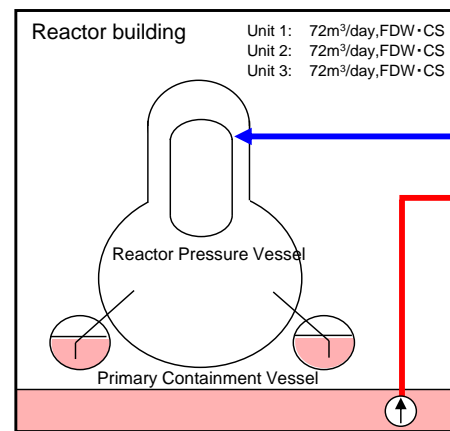 Reactor building
Unit 1: 72m³/day,FDW・CS
Unit 2: 72m³/day,FDW・CS
Unit 3: 72m³/day,FDW・CS
Reactor Pressure Vessel
Primary Containment Vessel